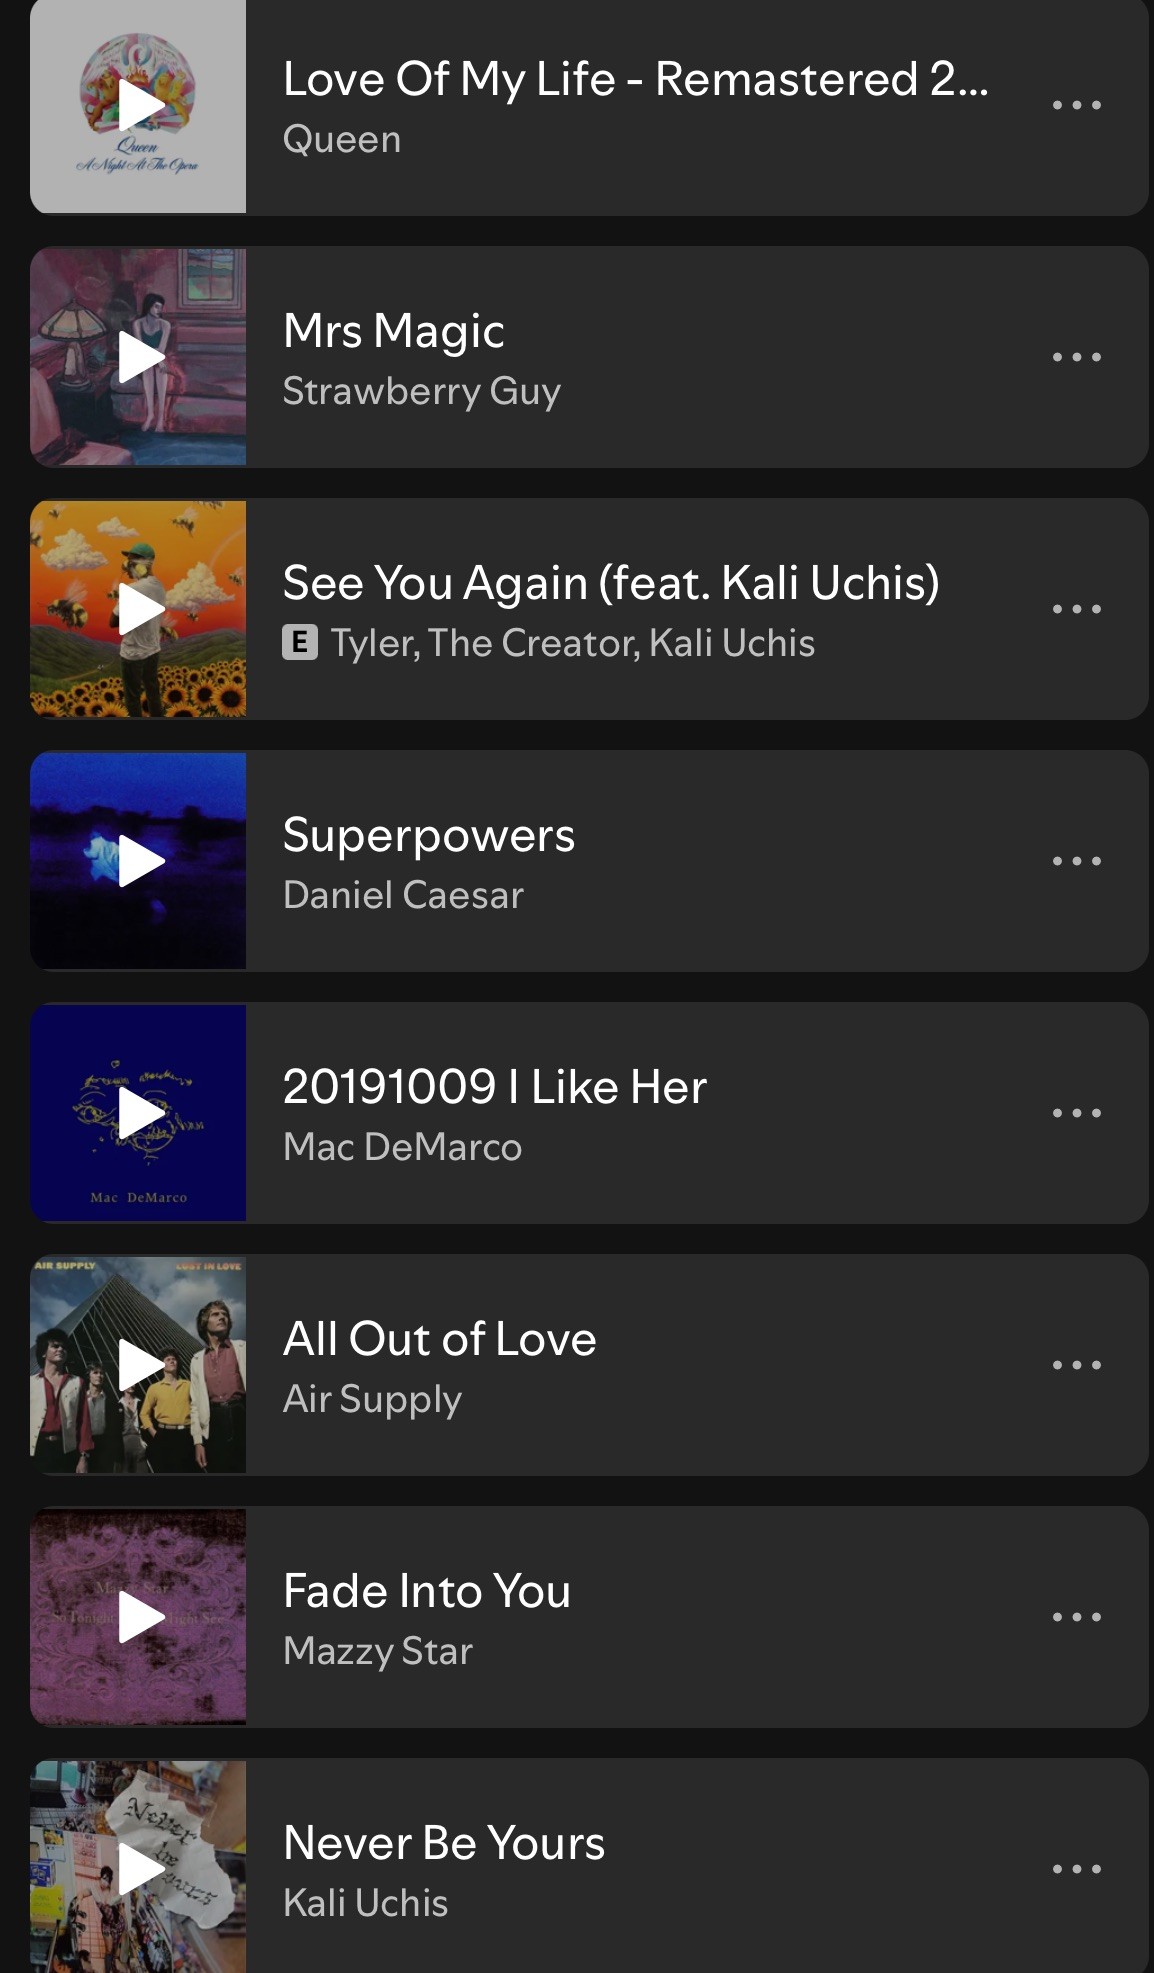 Queen
A Night At The Opera
Love Of My Life - Remastered 2...
Queen
Mrs Magic
Strawberry Guy
See You Again (feat. Kali Uchis)
E Tyler, The Creator, Kali Uchis
Superpowers
Daniel Caesar
Mac DeMarco
20191009 I Like Her
Mac DeMarco
AIR SUPPLY
LOST IN LOVE
All Out of Love
Air Supply
So Tonight
Fade Into You
Mazzy Star
Never
Never Be Yours
Kali Uchis